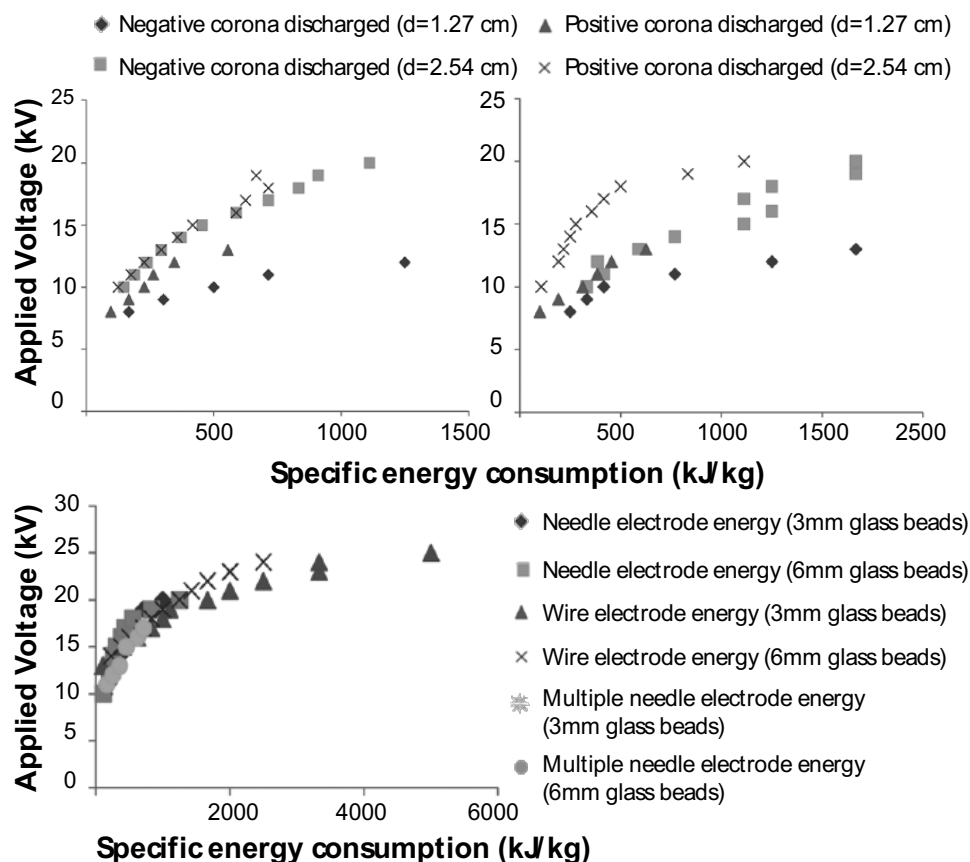 Negative corona discharged (d=1.27 cm)
Positive corona discharged (d=1.27 cm)
Negative corona discharged (d=2.54 cm)
Positive corona discharged (d=2.54 cm)
Applied Voltage (kV)
25
20
15
10
5
0
500
1000
1500
25
20
15
10
5
0
500
1000
1500
2500
Specific energy consumption (kJ/kg)
Applied Voltage (kV)
30
25
20
15
10
5
0
2000
4000
6000
Specific energy consumption (kJ/kg)
Needle electrode energy (3mm glass beads)
Needle electrode energy (6mm glass beads)
Wire electrode energy (3mm glass beads)
Wire electrode energy (6mm glass beads)
Multiple needle electrode energy
(3mm glass beads)
Multiple needle electrode energy
(6mm glass beads)